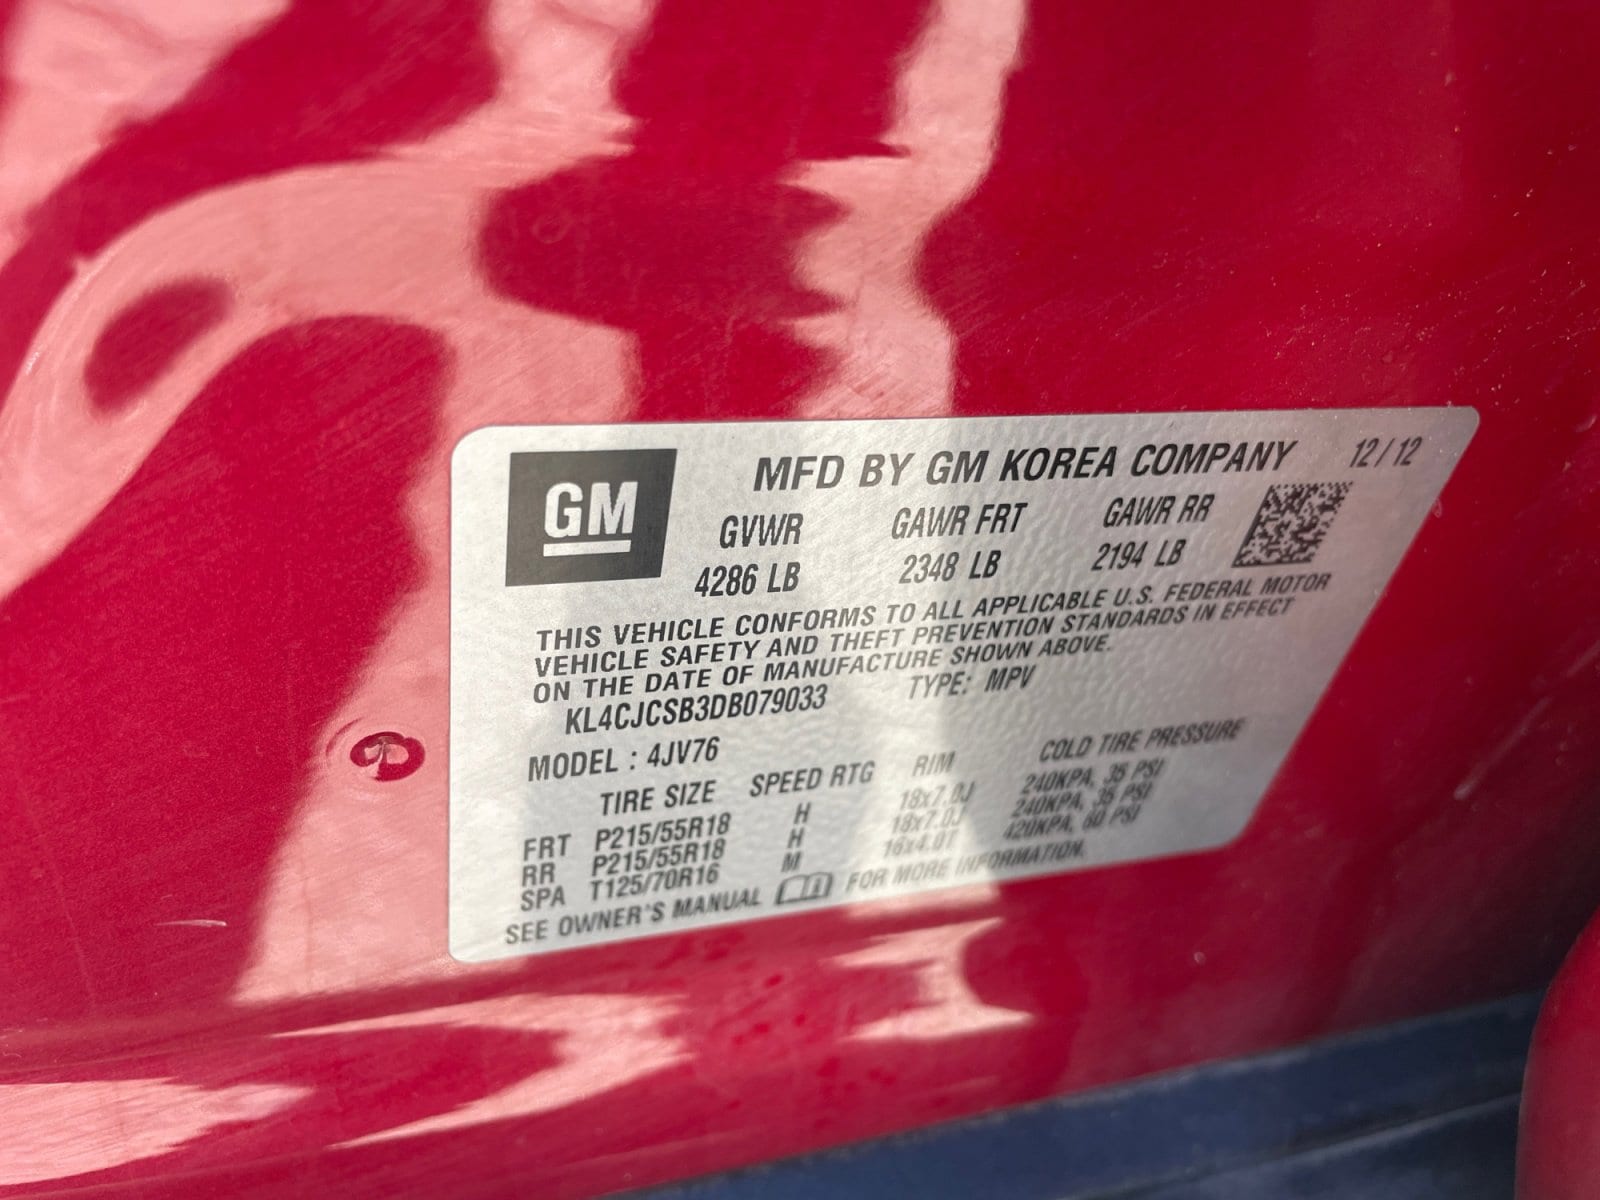 GM
MFD BY GM KOREA COMPANY 12/12
GVWR GAWR FRT GAWR RR
4286 LB 2348 LB 2194 LB
THIS VEHICLE CONFORMS TO ALL APPLICABLE U.S. FEDERAL MOTOR
VEHICLE SAFETY AND THEFT PREVENTION STANDARDS IN EFFECT
ON THE DATE OF MANUFACTURE SHOWN ABOVE.
KL4CJCSB3DB079033 TYPE: MPV
MODEL : 4JV76
TIRE SIZE SPEED RTG RIM COLD TIRE PRESSURE
FRT P215/55R18 H 18x7.0J 240KPA, 35 PSI
RR P215/55R18 H 18x7.0J 240KPA, 35 PSI
SPA T125/70R16 M 16x4.0T 420KPA, 60 PSI
SEE OWNER'S MANUAL FOR MORE INFORMATION.